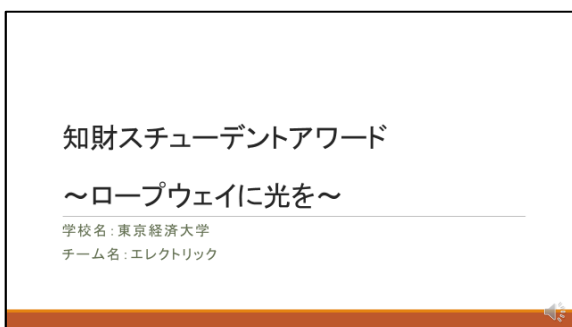 知財スチューデントアワード
～ロープウェイに光を～
学校名：東京経済大学
チーム名：エレクトリック